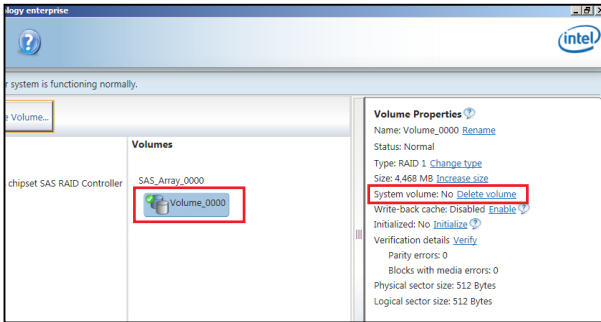 ology enterprise
intel
r system is functioning normally.
e Volume...
Volumes
chipset SAS RAID Controller
SAS_Array_0000
Volume_0000
Volume Properties
Name: Volume_0000 Rename
Status: Normal
Type: RAID 1 Change type
Size: 4,468 MB Increase size
System volume: No Delete volume
Write-back cache: Disabled Enable
Initialized: No Initialize
Verification details Verify
Parity errors: 0
Blocks with media errors: 0
Physical sector size: 512 Bytes
Logical sector size: 512 Bytes